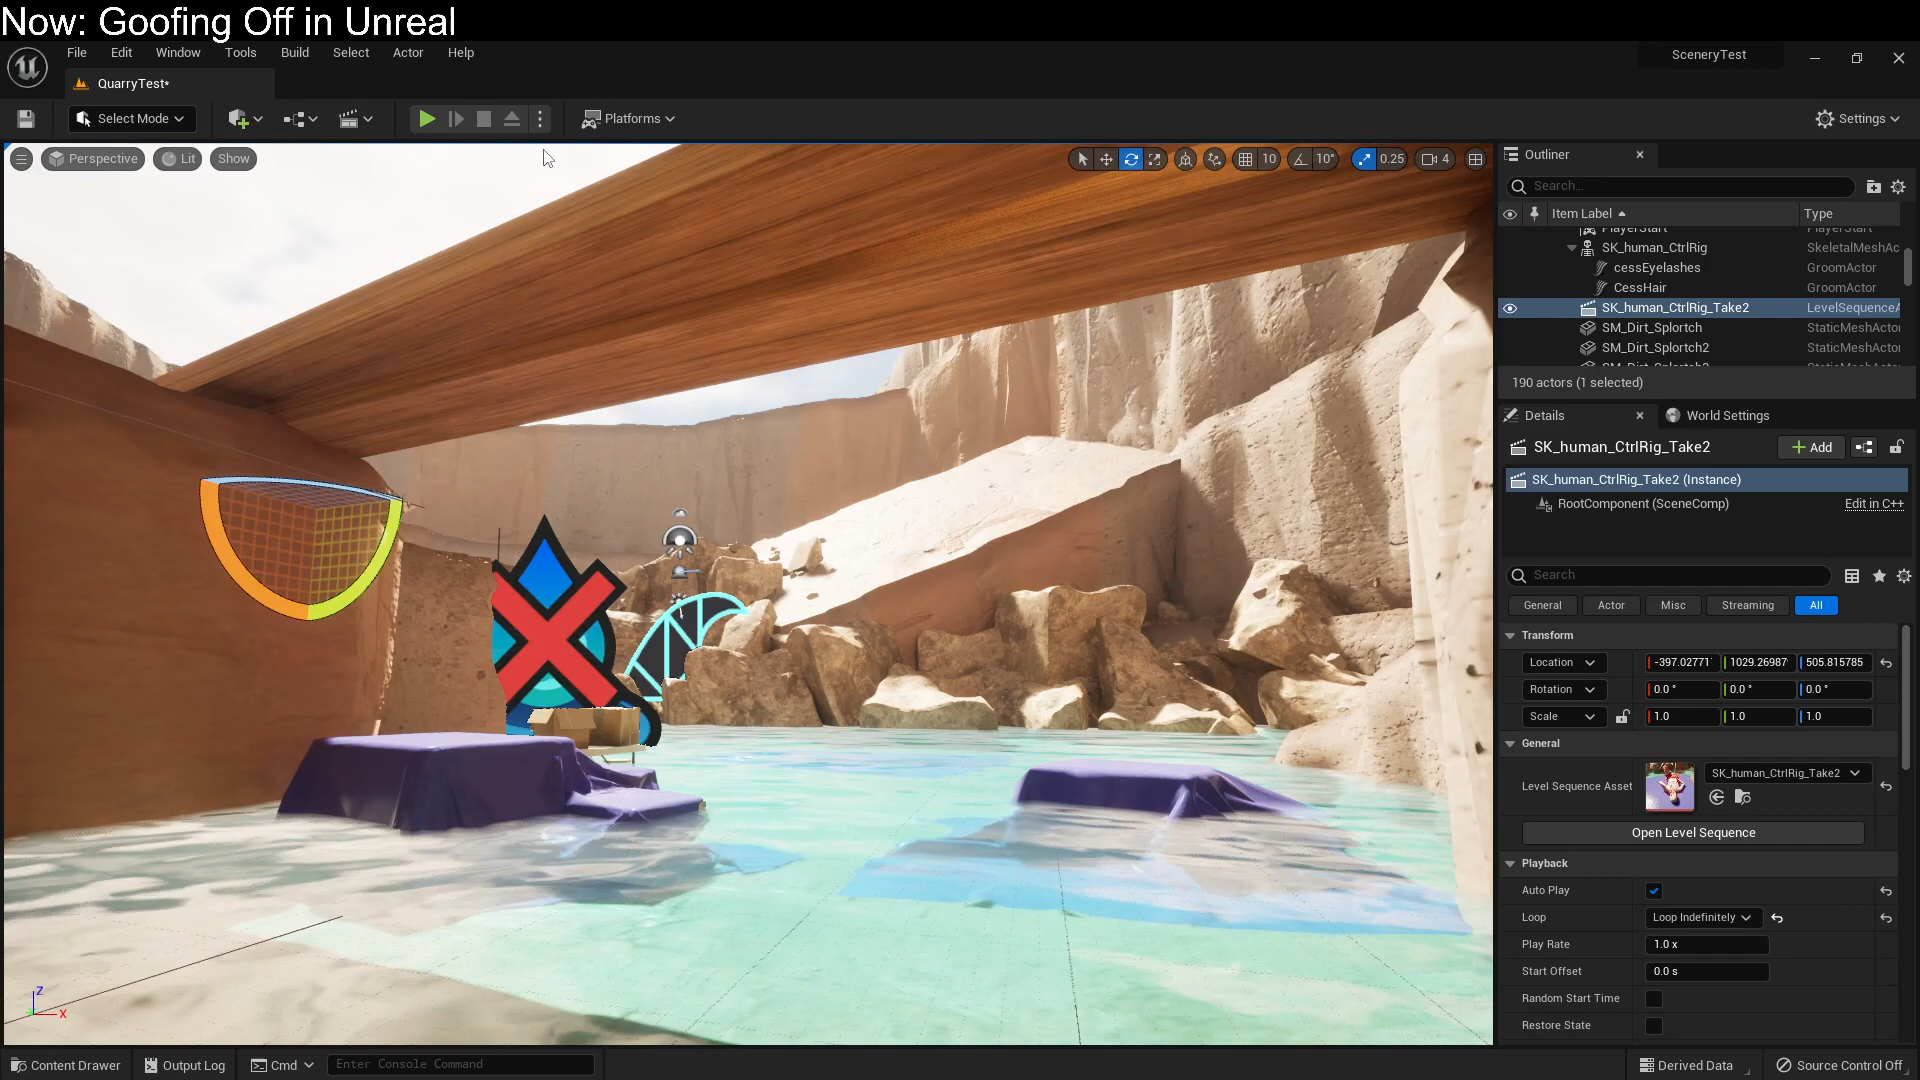 Now: Goofing Off in Unreal
File Edit Window Tools Build Select Actor Help
SceneryTest
QuarryTest*
Select Mode
Platforms
Settings
Perspective
Lit
Show
10
10°
0.25
4
Outliner
Search...
Item Label
Type
PlayerStart PlayerStart
SK_human_CtrlRig SkeletalMeshAc
cessEyelashes GroomActor
CessHair GroomActor
SK_human_CtrlRig_Take2 LevelSequenceA
SM_Dirt_Splortch StaticMeshActo
SM_Dirt_Splortch2 StaticMeshActo
190 actors (1 selected)
Details
World Settings
SK_human_CtrlRig_Take2
Add
SK_human_CtrlRig_Take2 (Instance)
RootComponent (SceneComp) Edit in C++
Search
General Actor Misc Streaming All
Transform
Location -397.02771 1029.26987 505.815785
Rotation 0.0 ° 0.0 ° 0.0 °
Scale 1.0 1.0 1.0
General
Level Sequence Asset SK_human_CtrlRig_Take2
Open Level Sequence
Playback
Auto Play
Loop Loop Indefinitely
Play Rate 1.0 x
Start Offset 0.0 s
Random Start Time
Restore State
Z
X
Content Drawer
Output Log
Cmd
Enter Console Command
Derived Data
Source Control Off